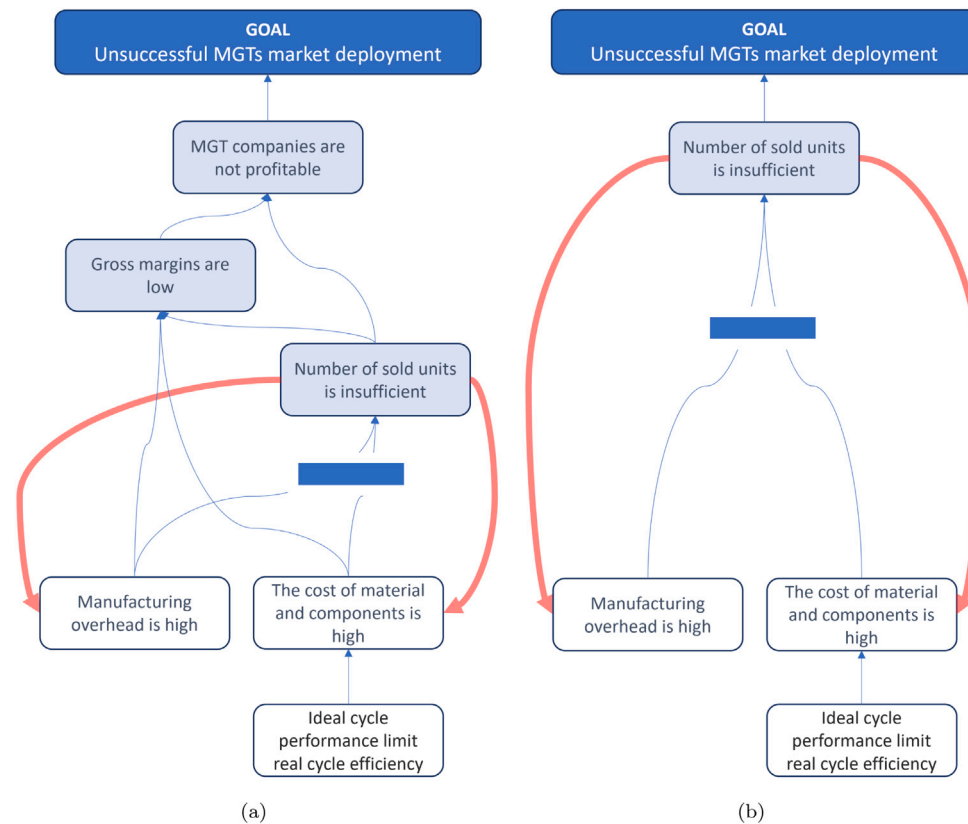 GOAL
Unsuccessful MGTs market deployment
MGT companies are
not profitable
Gross margins are
low
Number of sold units
is insufficient
Manufacturing
overhead is high
The cost of material
and components is
high
Ideal cycle
performance limit
real cycle efficiency
(a)
GOAL
Unsuccessful MGTs market deployment
Number of sold units
is insufficient
Manufacturing
overhead is high
The cost of material
and components is
high
Ideal cycle
performance limit
real cycle efficiency
(b)